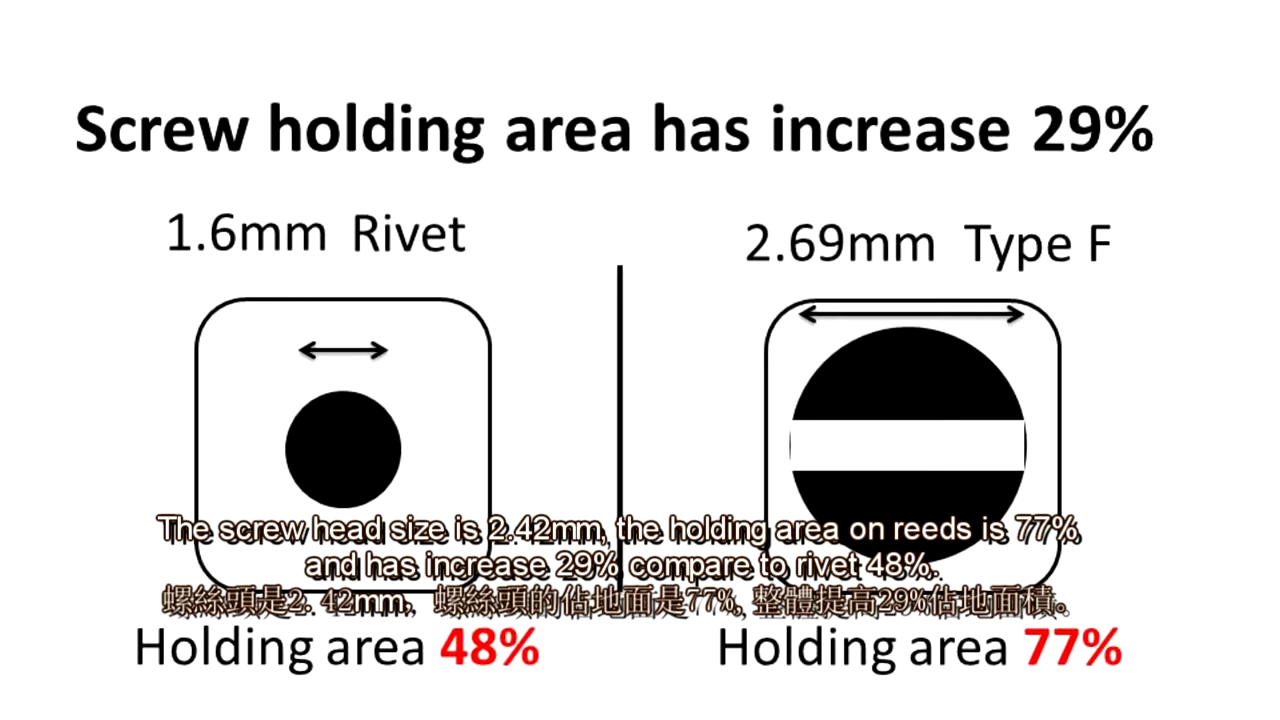 Screw holding area has increase 29%
1.6mm Rivet
2.69mm Type F
The screw head size is 2.42mm, the holding area on reeds is 77%
and has increase 29% compare to rivet 48%.
螺絲頭是2.42mm, 螺絲頭的佔地面是77%, 整體提高29%佔地面積。
Holding area 48%
Holding area 77%